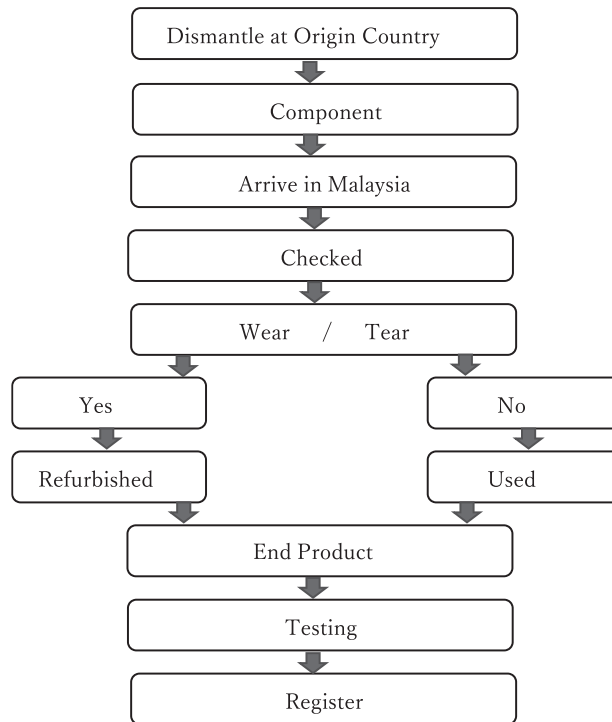 Dismantle at Origin Country
Component
Arrive in Malaysia
Checked
Wear / Tear
Yes
No
Refurbished
Used
End Product
Testing
Register